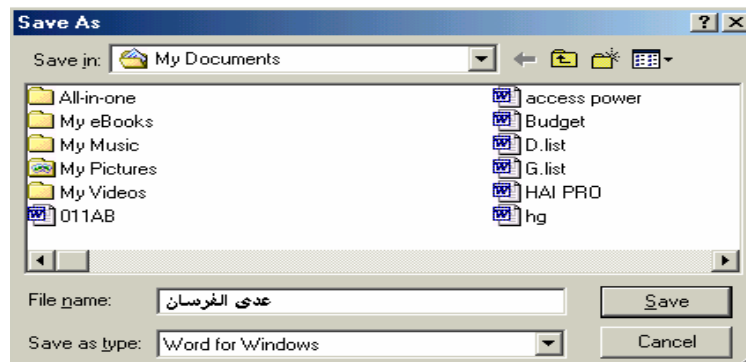 Save As
Save in: My Documents
All-in-one
My eBooks
My Music
My Pictures
My Videos
011AB
access power
Budget
D.list
G.list
HAI PRO
hg
File name: عدى الفرسان
Save
Save as type: Word for Windows
Cancel